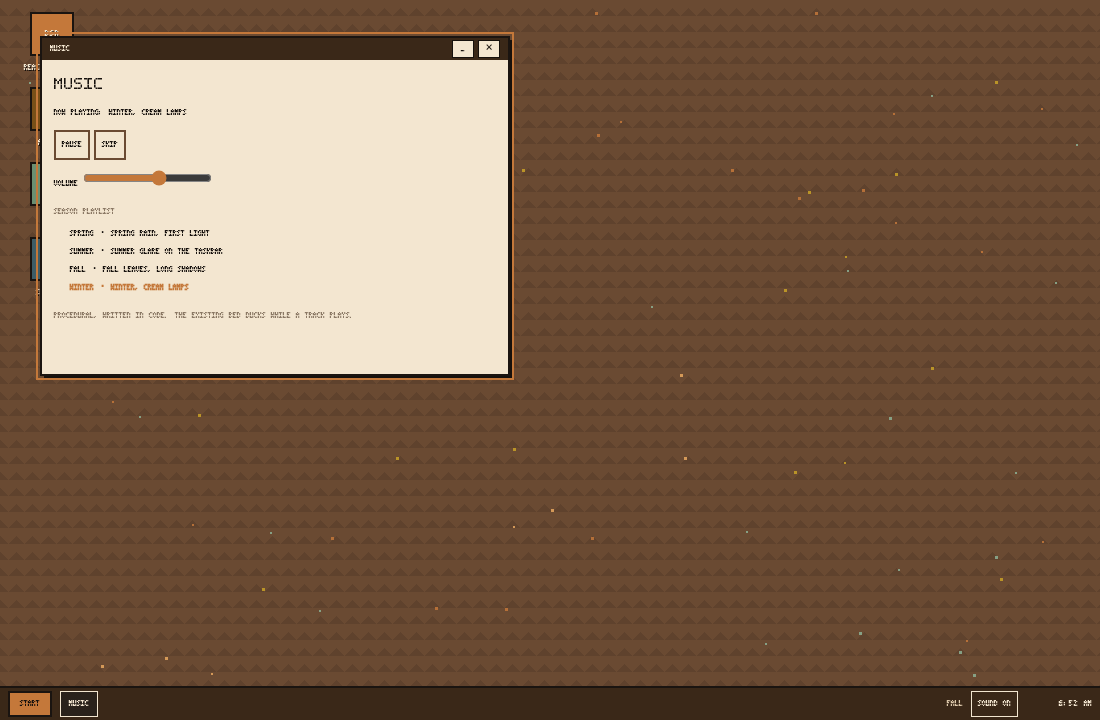 MUSIC
MUSIC
NOW PLAYING: WINTER, CREAM LAMPS
PAUSE SKIP
VOLUME
SEASON PLAYLIST
SPRING · SPRING RAIN, FIRST LIGHT
SUMMER · SUMMER GLARE ON THE TASKBAR
FALL · FALL LEAVES, LONG SHADOWS
WINTER · WINTER, CREAM LAMPS
PROCEDURAL, WRITTEN IN CODE. THE EXISTING BED DUCKS WHILE A TRACK PLAYS.
START MUSIC FALL SOUND ON 6:52 AM